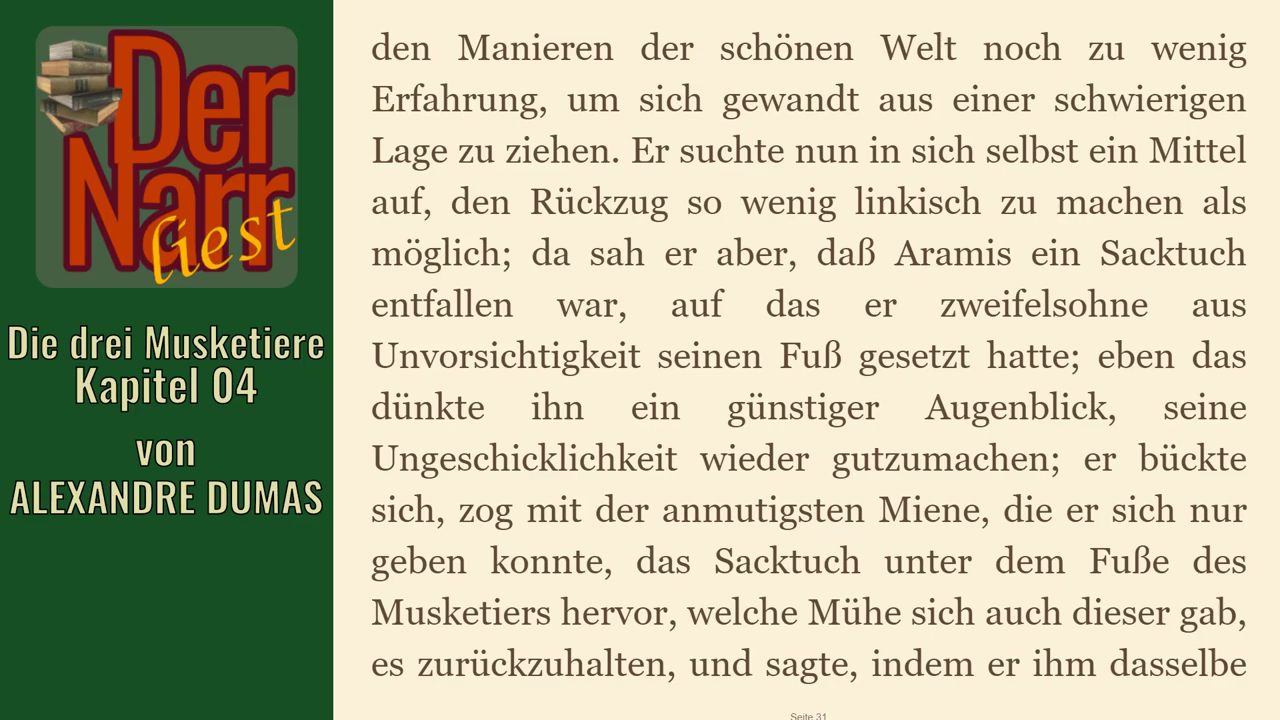 Der
Narr
liest
Die drei Musketiere
Kapitel 04
von
ALEXANDRE DUMAS
den Manieren der schönen Welt noch zu wenig
Erfahrung, um sich gewandt aus einer schwierigen
Lage zu ziehen. Er suchte nun in sich selbst ein Mittel
auf, den Rückzug so wenig linkisch zu machen als
möglich; da sah er aber, daß Aramis ein Sacktuch
entfallen war, auf das er zweifelsohne aus
Unvorsichtigkeit seinen Fuß gesetzt hatte; eben das
dünkte ihn ein günstiger Augenblick, seine
Ungeschicklichkeit wieder gutzumachen; er bückte
sich, zog mit der anmutigsten Miene, die er sich nur
geben konnte, das Sacktuch unter dem Fuße des
Musketiers hervor, welche Mühe sich auch dieser gab,
es zurückzuhalten, und sagte, indem er ihm dasselbe
Seite 31